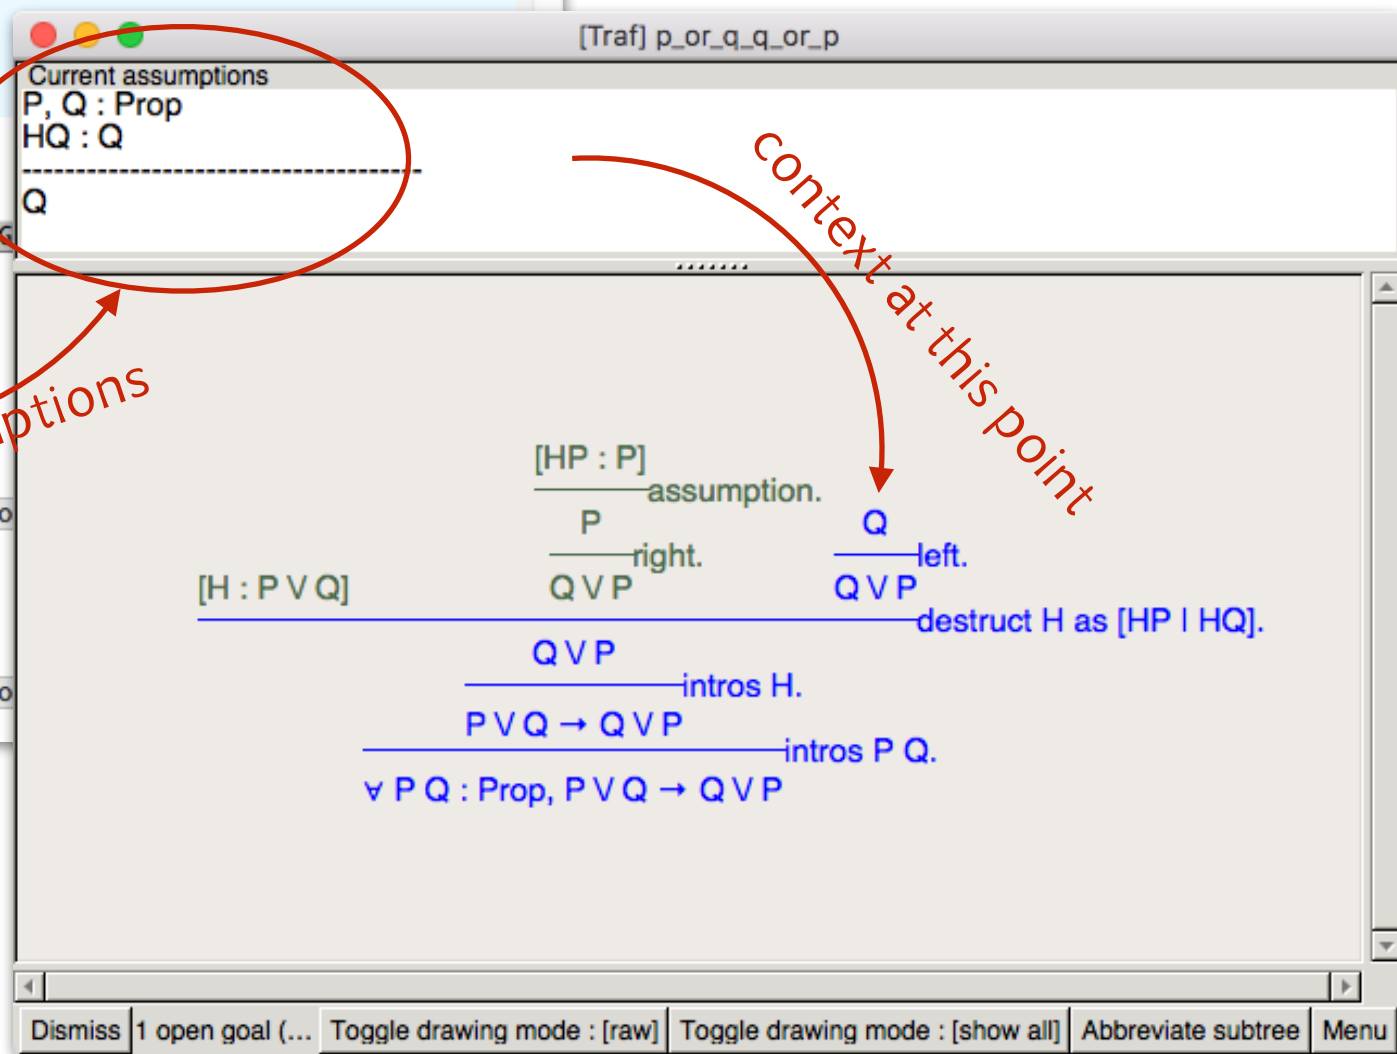 [Traf] p_or_q_q_or_p
Current assumptions
P, Q : Prop
HQ : Q
-------------------------------------
Q
context at this point
[HP : P]
assumption.
P
right.
Q
left.
[H : P ∨ Q]
Q ∨ P
Q ∨ P
destruct H as [HP | HQ].
Q ∨ P
intros H.
P ∨ Q → Q ∨ P
intros P Q.
∀ P Q : Prop, P ∨ Q → Q ∨ P
Dismiss
1 open goal (...
Toggle drawing mode : [raw]
Toggle drawing mode : [show all]
Abbreviate subtree
Menu